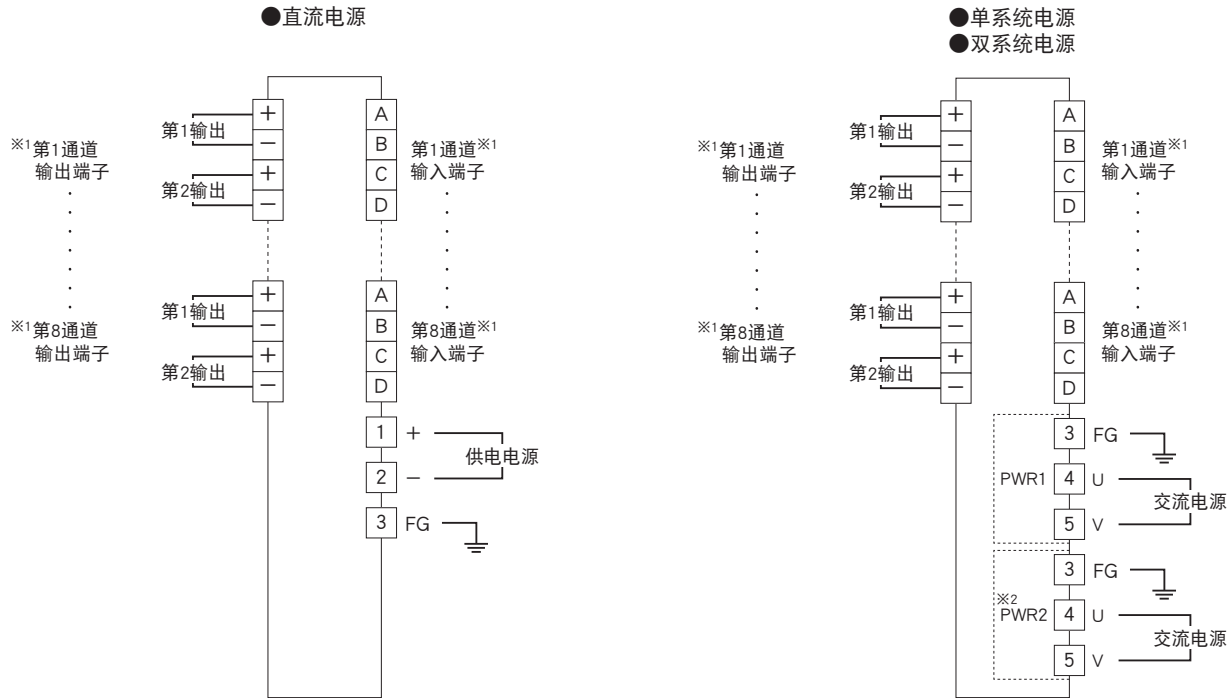 ●直流电源
第1输出
+
−
第2输出
+
−
※1第1通道
输出端子
A
B
C
D
第1通道※1
输入端子
第1输出
+
−
第2输出
+
−
※1第8通道
输出端子
A
B
C
D
第8通道※1
输入端子
1 +
2 −
供电电源
3 FG
●单系统电源
●双系统电源
第1输出
+
−
第2输出
+
−
※1第1通道
输出端子
A
B
C
D
第1通道※1
输入端子
第1输出
+
−
第2输出
+
−
※1第8通道
输出端子
A
B
C
D
第8通道※1
输入端子
PWR1
3 FG
4 U
5 V
交流电源
※2
PWR2
3 FG
4 U
5 V
交流电源